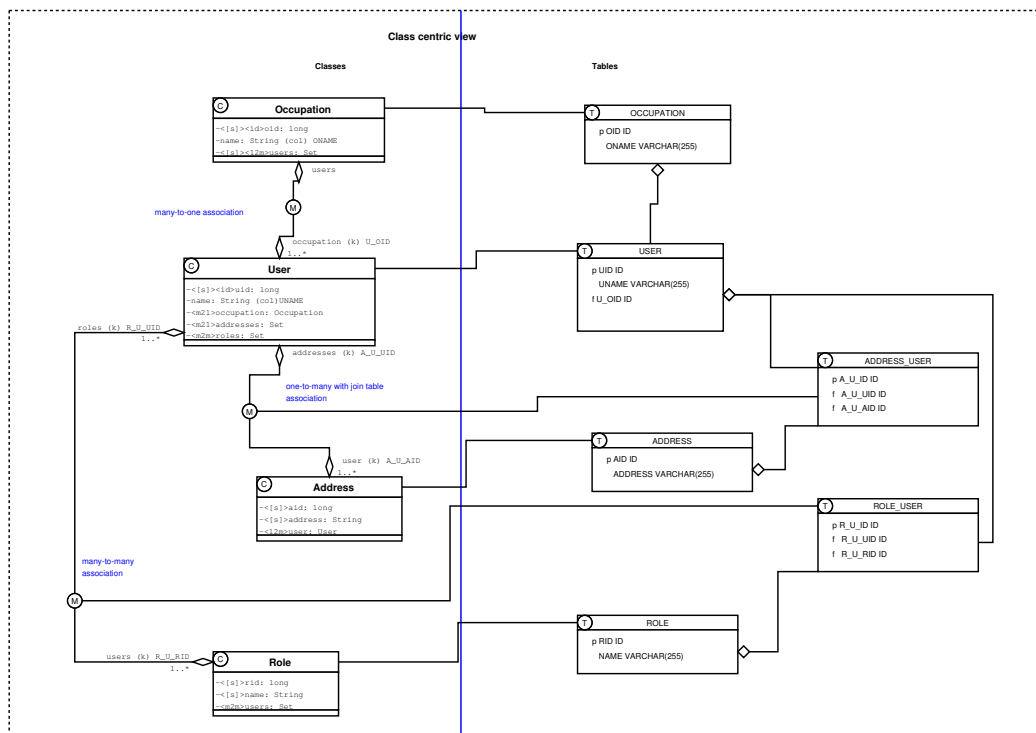 Class centric view
Classes
Tables
C
Occupation
-<[s]><id>oid: long
-name: String (col) ONAME
-<[s]><12m>users: Set
T
OCCUPATION
p OID ID
ONAME VARCHAR(255)
users
M
many-to-one association
occupation (k) U_OID
1..*
C
User
-<[s]><id>uid: long
-name: String (col)UNAME
-<m21>occupation: Occupation
-<m21>addresses: Set
-<m2m>roles: Set
T
USER
p UID ID
UNAME VARCHAR(255)
f U_OID ID
roles (k) R_U_UID
1..*
addresses (k) A_U_UID
one-to-many with join table
association
M
T
ADDRESS_USER
p A_U_ID ID
f A_U_UID ID
f A_U_AID ID
user (k) A_U_AID
1..*
T
ADDRESS
p AID ID
ADDRESS VARCHAR(255)
C
Address
-<[s]>aid: long
-<[s]>address: String
-<12m>user: User
T
ROLE_USER
p R_U_ID ID
f R_U_UID ID
f R_U_RID ID
many-to-many
association
M
T
ROLE
p RID ID
NAME VARCHAR(255)
users (k) R_U_RID
1..*
C
Role
-<[s]>rid: long
-<[s]>name: String
-<m2m>users: Set